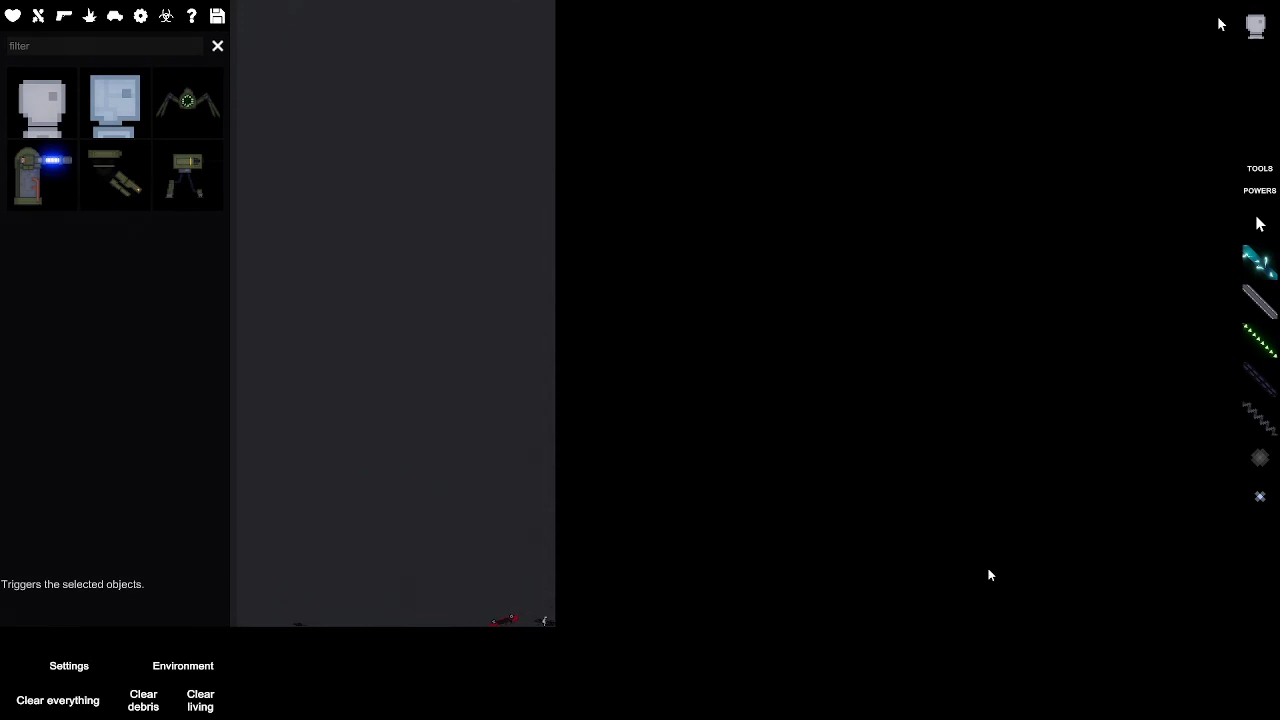 filter
TOOLS
POWERS
Triggers the selected objects.
Settings
Environment
Clear everything
Clear
debris
Clear
living